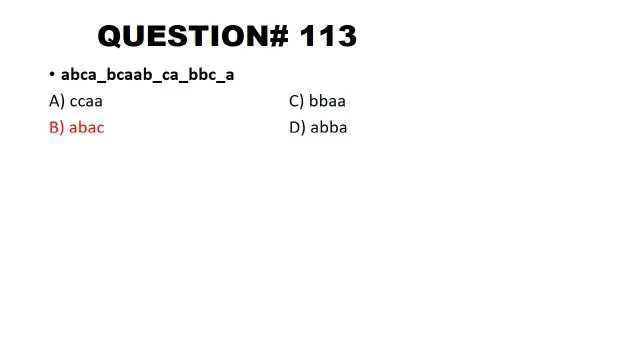 QUESTION# 113
• abca_bcaab_ca_bbc_a
A) ccaa
C) bbaa
B) abac
D) abba